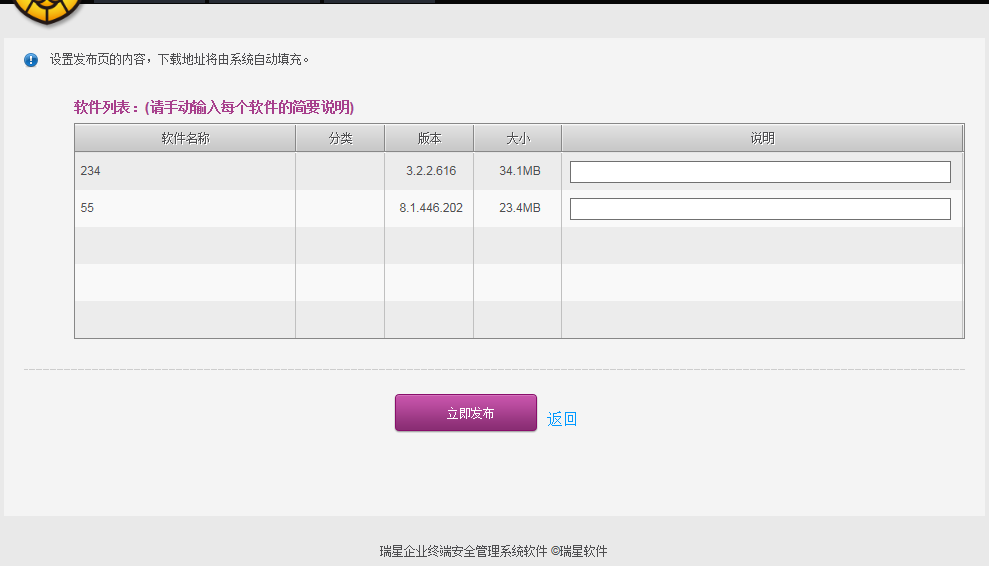 设置发布页的内容，下载地址将由系统自动填充。
软件列表：(请手动输入每个软件的简要说明)
软件名称 分类 版本 大小 说明
234 3.2.2.616 34.1MB
55 8.1.446.202 23.4MB
立即发布 返回
瑞星企业终端安全管理系统软件 ©瑞星软件